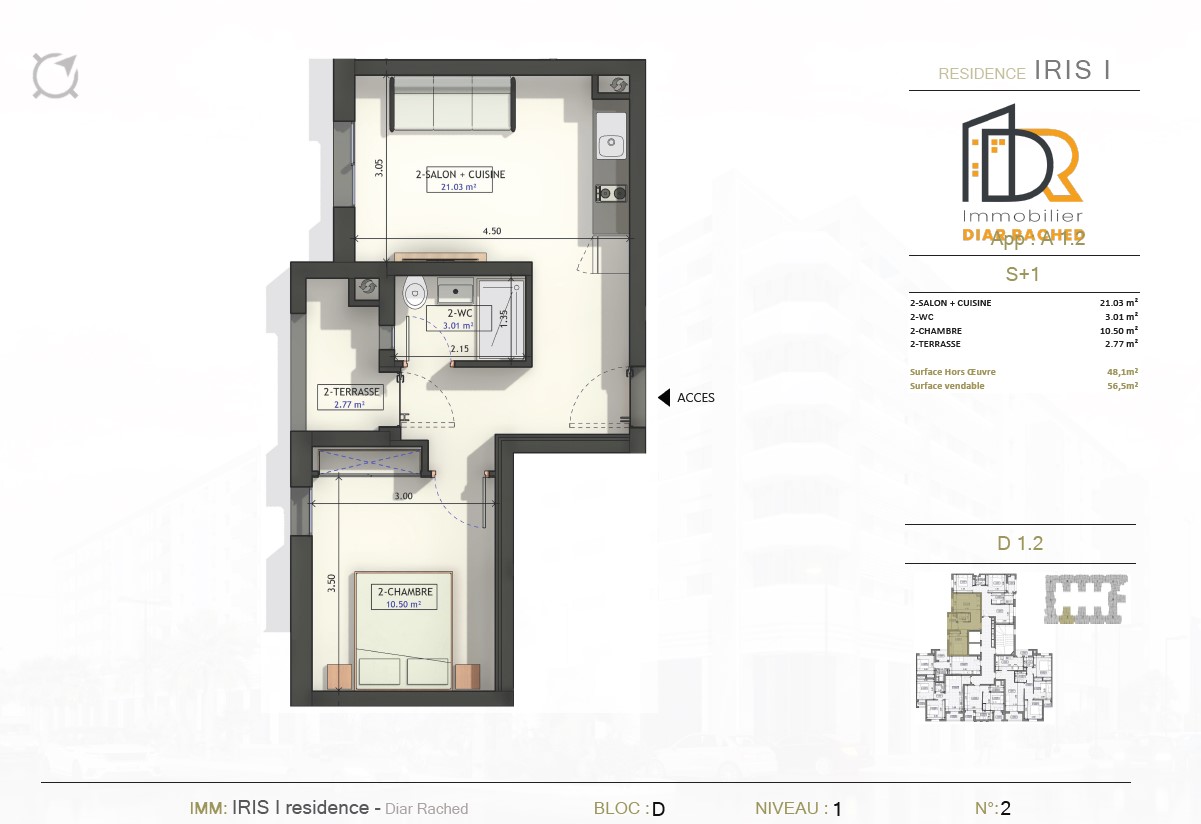 RESIDENCE IRIS I
Immobilier
DIAR RACHED
App : A 1.2
S+1
2-SALON + CUISINE 21.03 m²
2-WC 3.01 m²
2-CHAMBRE 10.50 m²
2-TERRASSE 2.77 m²
Surface Hors Œuvre 48,1m²
Surface vendable 56,5m²
3.05
2-SALON + CUISINE
21.03 m²
4.50
2-WC
3.01 m²
1.35
2.15
2-TERRASSE
2.77 m²
ACCES
3.00
3.50
2-CHAMBRE
10.50 m²
D 1.2
IMM: IRIS I residence - Diar Rached
BLOC : D
NIVEAU : 1
N°: 2